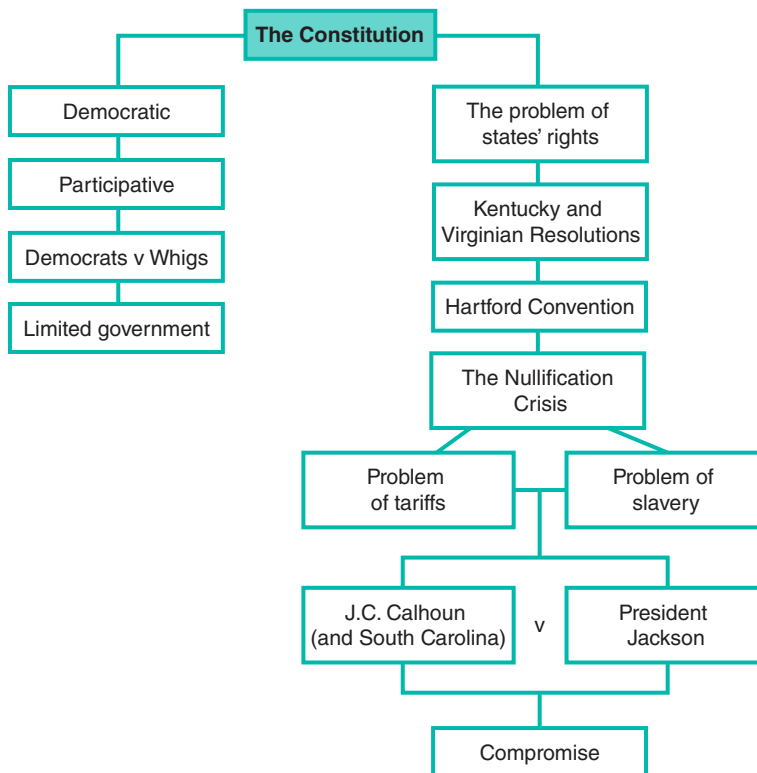 The Constitution
Democratic
Participative
Democrats v Whigs
Limited government
The problem of
states’ rights
Kentucky and
Virginian Resolutions
Hartford Convention
The Nullification
Crisis
Problem
of tariffs
Problem of
slavery
J.C. Calhoun
(and South Carolina)
v
President
Jackson
Compromise